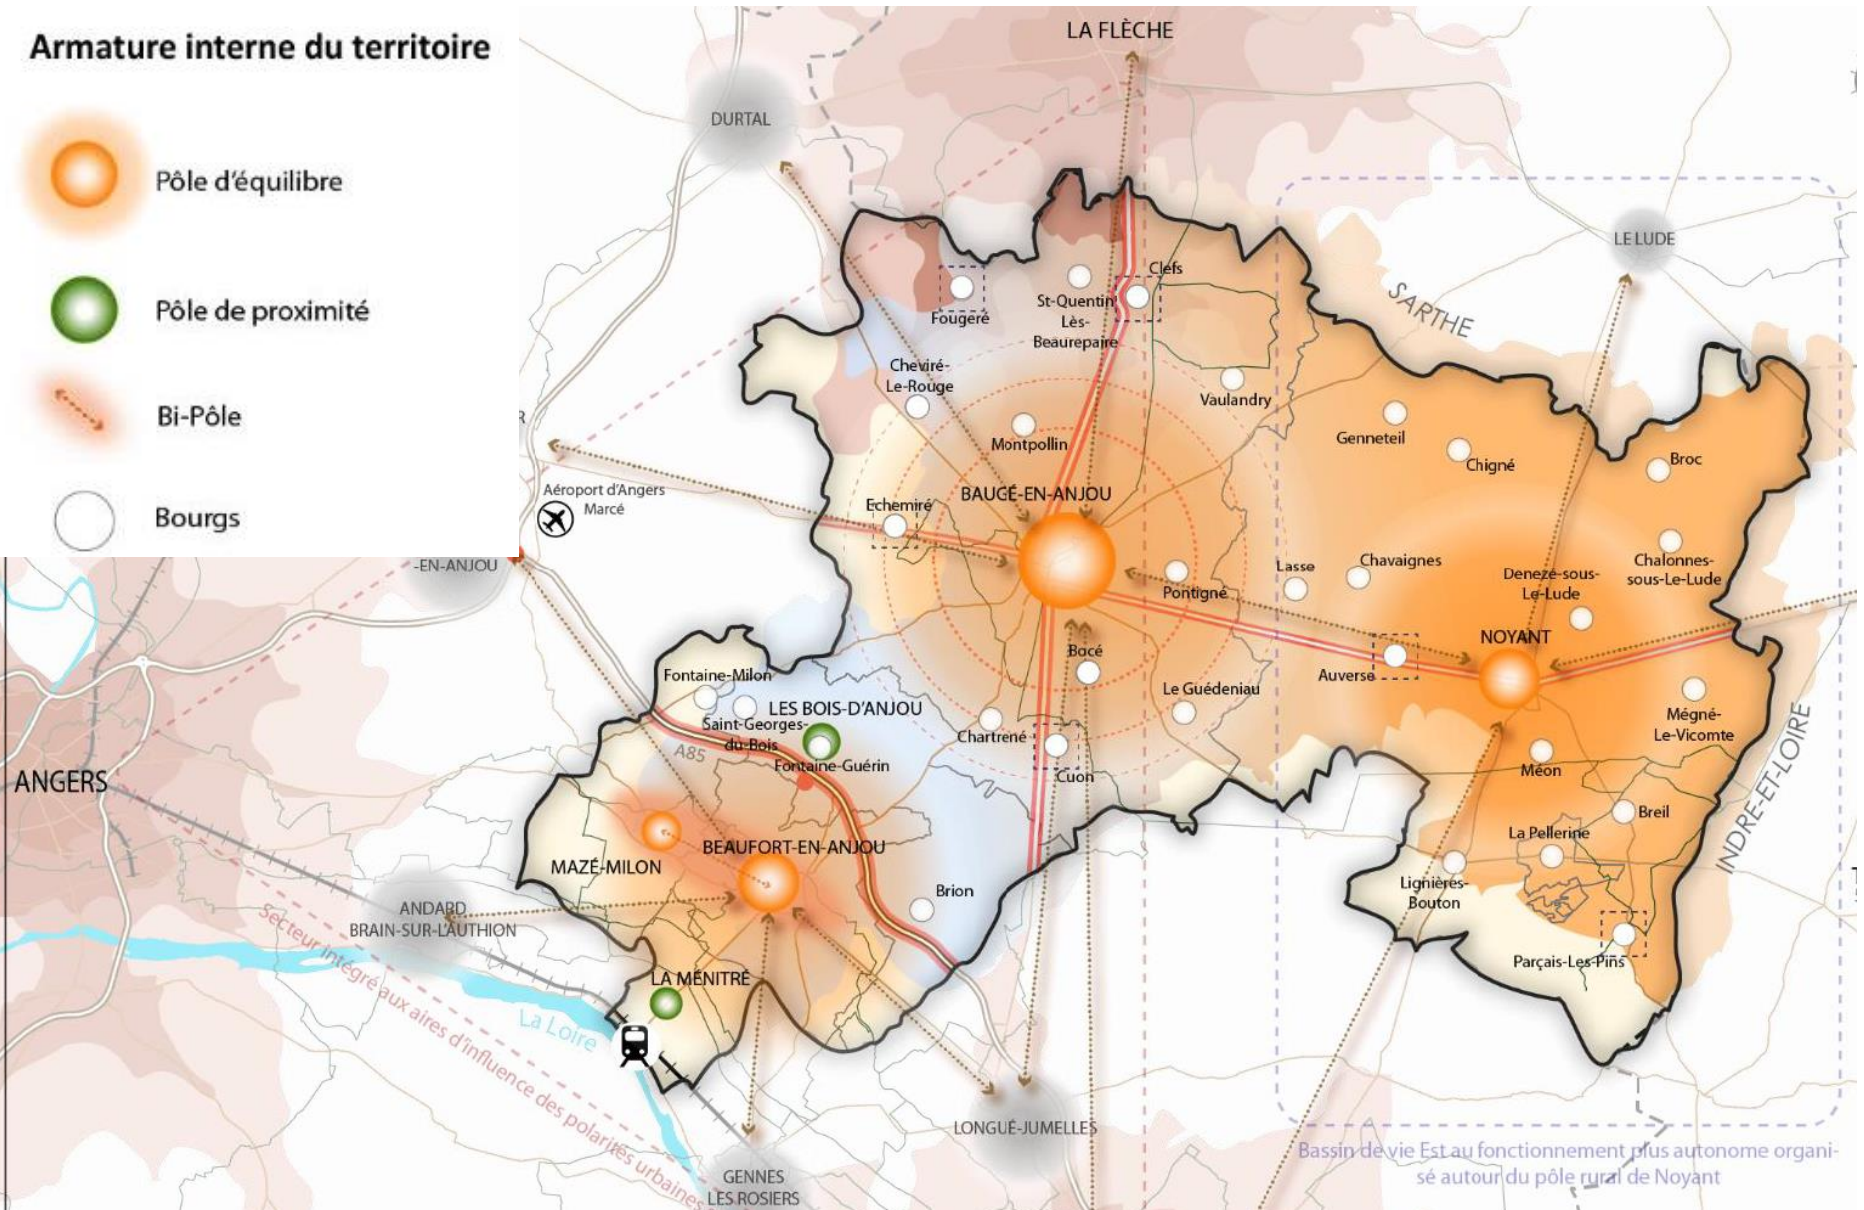 Armature interne du territoire
Pôle d'équilibre
Pôle de proximité
Bi-Pôle
Bourgs
LA FLÈCHE
DURTAL
LE LUDE
SARTHE
Clefs
St-Quentin
Lès-
Beaurepaire
Fougeré
Cheviré-
Le-Rouge
Vaulandry
Montpollin
Genneteil
Chigné
Broc
R
Aéroport d'Angers
Marcé
BAUGÉ-EN-ANJOU
Echemiré
-EN-ANJOU
Pontigné
Lasse
Chavaignes
Denezé-sous-
Le-Lude
Chalonnes-
sous-Le-Lude
NOYANT
Bocé
Auverse
Fontaine-Milon
LES BOIS-D'ANJOU
Saint-Georges-
du-Bois
Fontaine-Guérin
A85
Le Guédeniau
Chartrené
Cuon
Mégné-
Le-Vicomte
Méon
INDRE-ET-LOIRE
ANGERS
Breil
La Pellerine
MAZÉ-MILON
BEAUFORT-EN-ANJOU
Brion
Lignières-
Bouton
ANDARD
BRAIN-SUR-L'AUTHION
Parçais-Les-Pins
LA MÉNITRÉ
La Loire
Secteur intégré aux aires d'influence des polarités urbaines
LONGUÉ-JUMELLES
Bassin de vie Est au fonctionnement plus autonome organi-
sé autour du pôle rural de Noyant
GENNES
LES ROSIERS